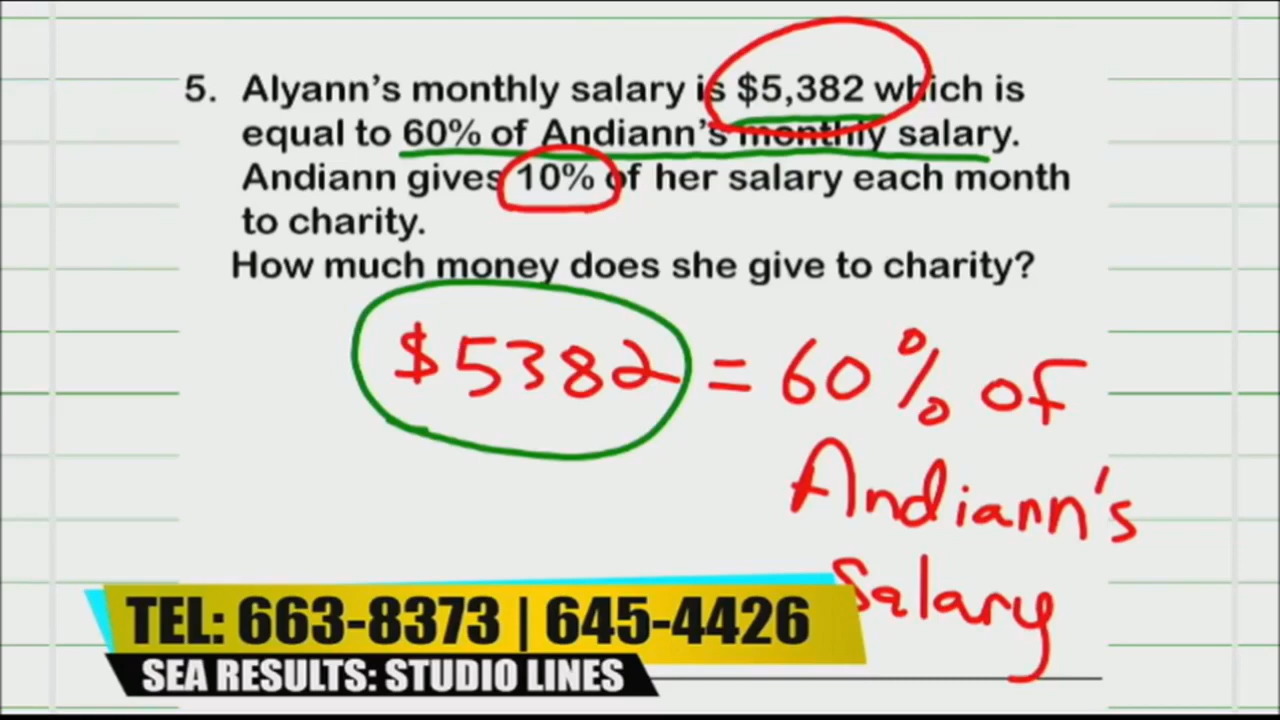 5. Alyann's monthly salary is $5,382 which is
equal to 60% of Andiann's monthly salary.
Andiann gives 10% of her salary each month
to charity.
How much money does she give to charity?
$5382 = 60% of
Andiann's
Salary
TEL: 663-8373 | 645-4426
SEA RESULTS: STUDIO LINES